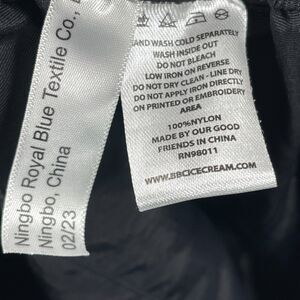 Ningbo Royal Blue Textile Co.,
Ningbo, China
02/23
HAND WASH COLD SEPARATELY
WASH INSIDE OUT
DO NOT BLEACH
LOW IRON ON REVERSE
DO NOT DRY CLEAN - LINE DRY
DO NOT APPLY IRON DIRECTLY
ON PRINTED OR EMBROIDERY
AREA
100%NYLON
MADE BY OUR GOOD
FRIENDS IN CHINA
RN98011
WWW.BBCICECREAM.COM